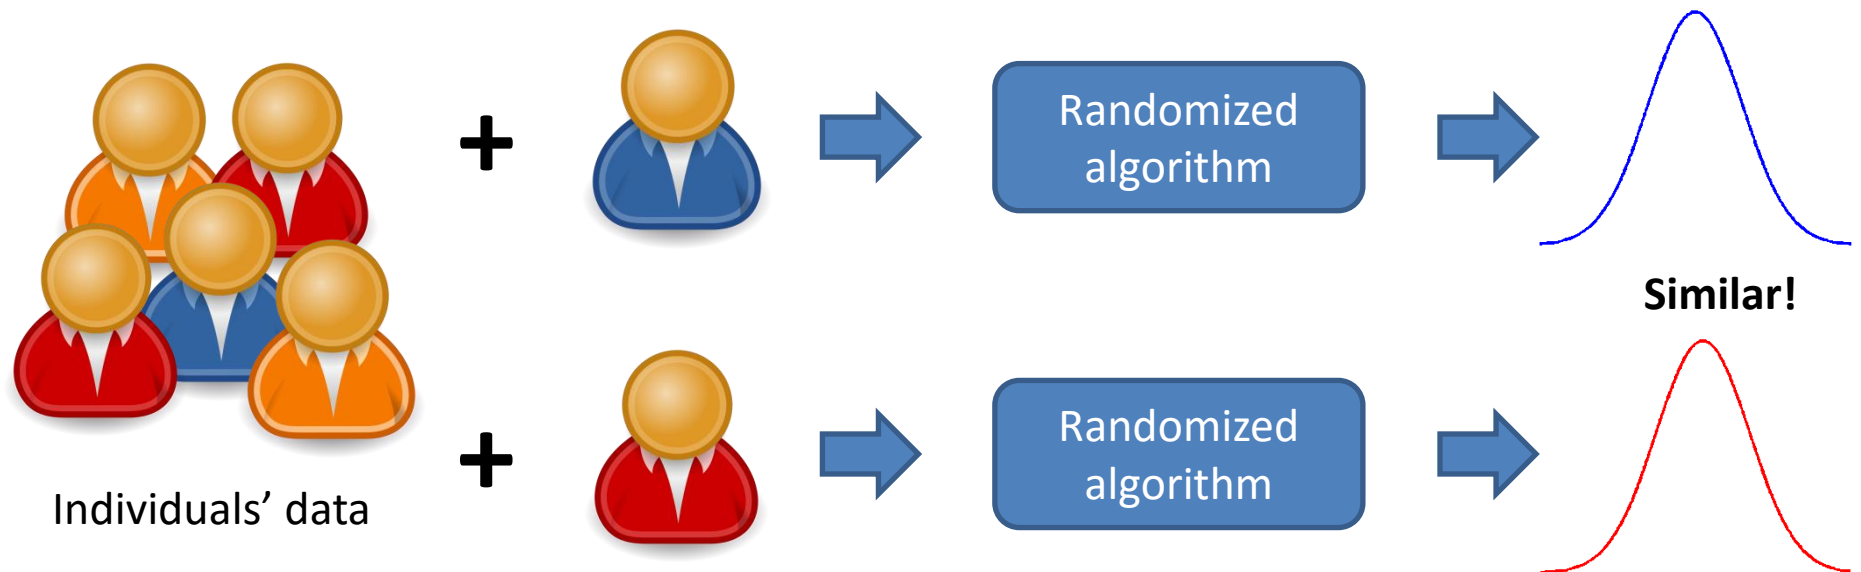 +
Randomized
algorithm
Similar!
+
Randomized
algorithm
Individuals’ data